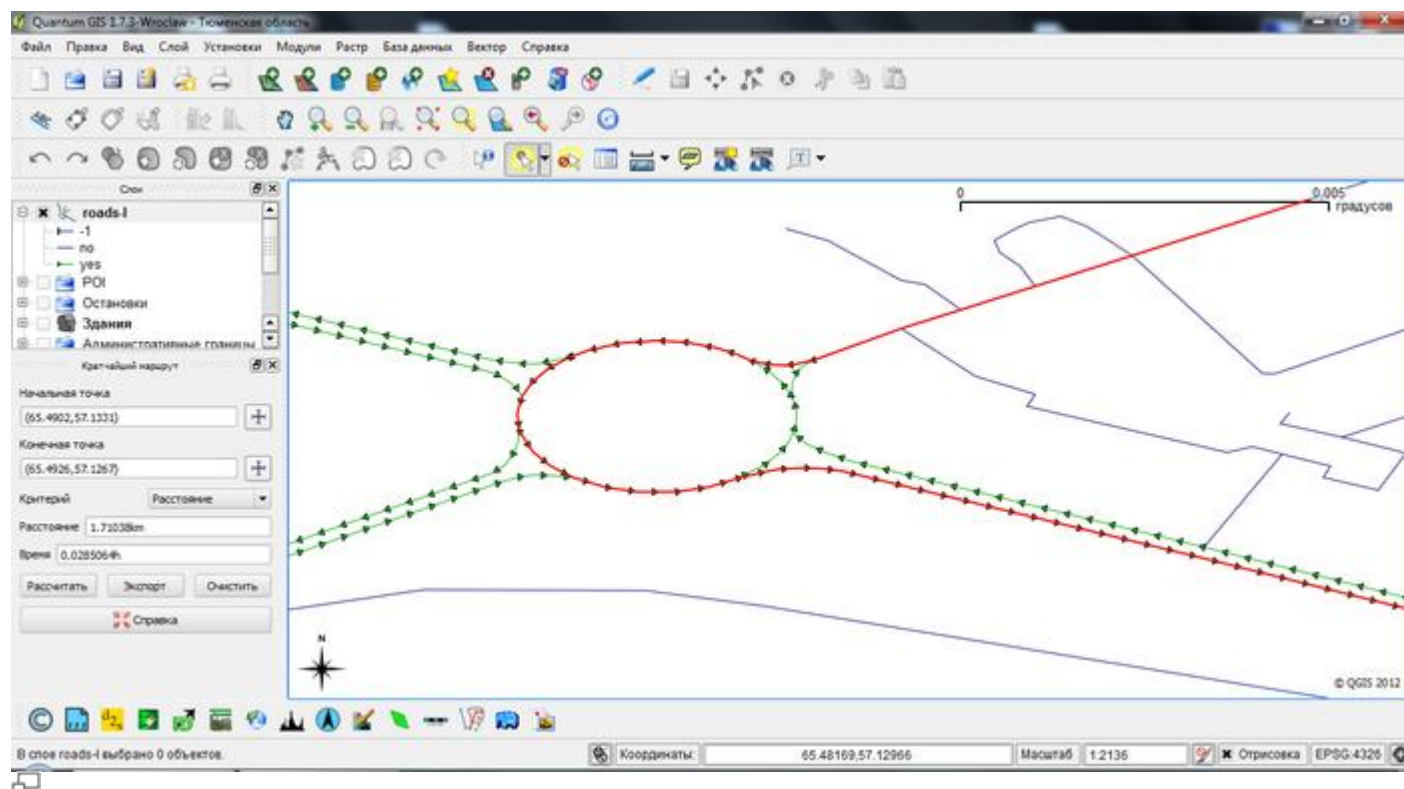 Quantum GIS 1.7.3-Wroclaw - Тюменская область
Файл Правка Вид Слой Установки Модули Растр База данных Вектор Справка
Слои
roads-l
-1
no
yes
POI
Остановки
Здания
Административные границы
Кратчайший маршрут
Начальная точка
(65.4902,57.1331)
Конечная точка
(65.4926,57.1267)
Критерий Расстояние
Расстояние 1.71038km
Время 0.0285064h
Рассчитать Экспорт Очистить
Справка
0 0.005
градусов
N
© QGIS 2012
В слое roads-l выбрано 0 объектов.
Координаты: 65.48169,57.12966 Масштаб 1:2136 Отрисовка EPSG:4326